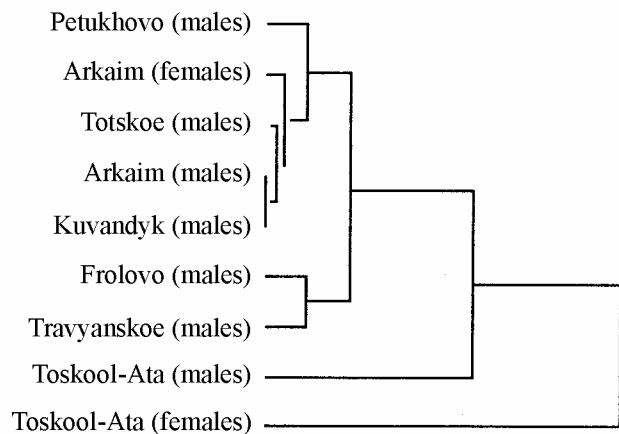 Petukhovo (males)
Arkaim (females)
Totskoe (males)
Arkaim (males)
Kuvandyk (males)
Frolovo (males)
Travyanskoe (males)
Toskool-Ata (males)
Toskool-Ata (females)